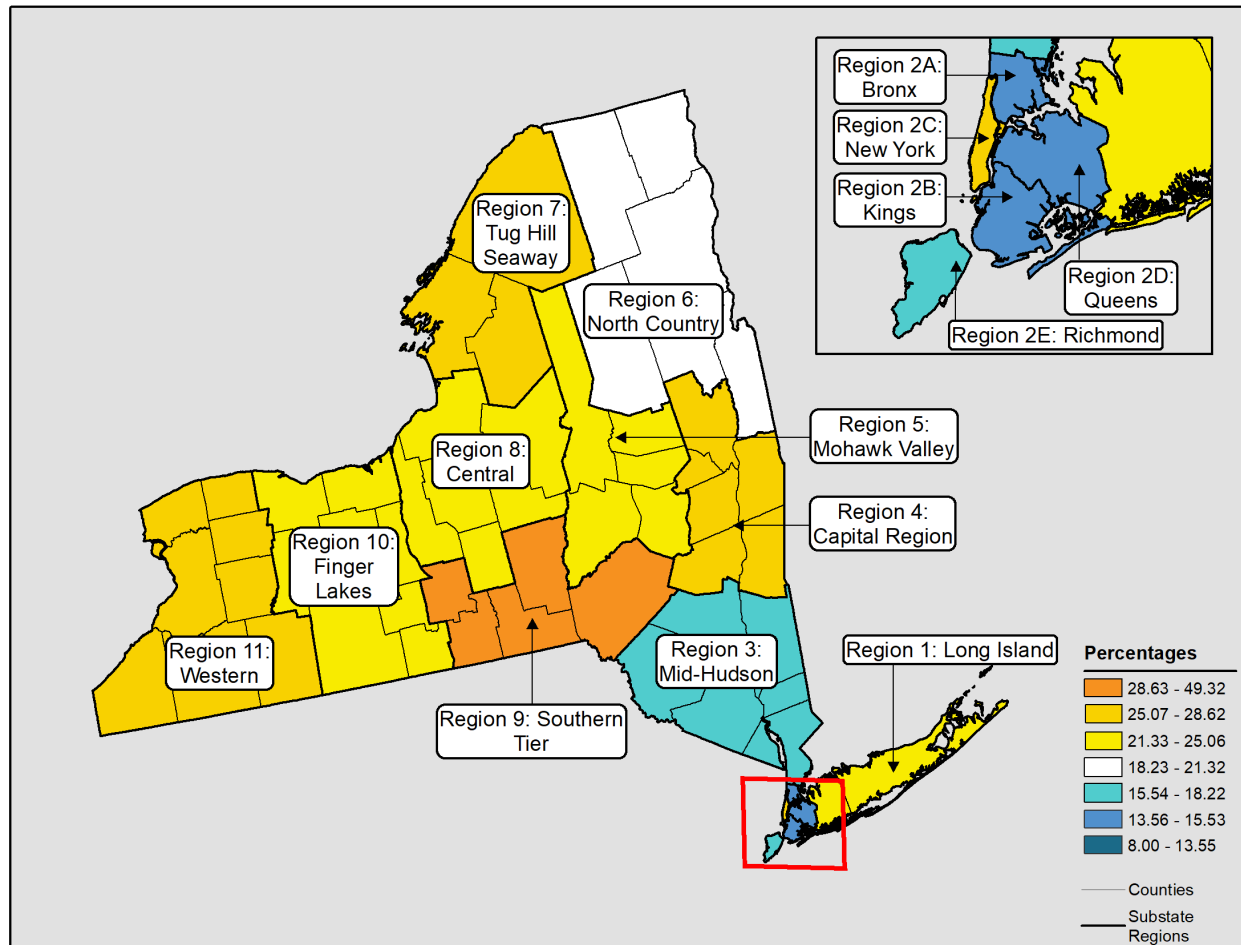 Region 2A:
Bronx
Region 2C:
New York
Region 2B:
Kings
Region 2D:
Queens
Region 2E: Richmond
Region 7:
Tug Hill
Seaway
Region 6:
North Country
Region 5:
Mohawk Valley
Region 8:
Central
Region 4:
Capital Region
Region 10:
Finger
Lakes
Region 11:
Western
Region 3:
Mid-Hudson
Region 1: Long Island
Region 9: Southern
Tier
Percentages
28.63 - 49.32
25.07 - 28.62
21.33 - 25.06
18.23 - 21.32
15.54 - 18.22
13.56 - 15.53
8.00 - 13.55
Counties
Substate
Regions